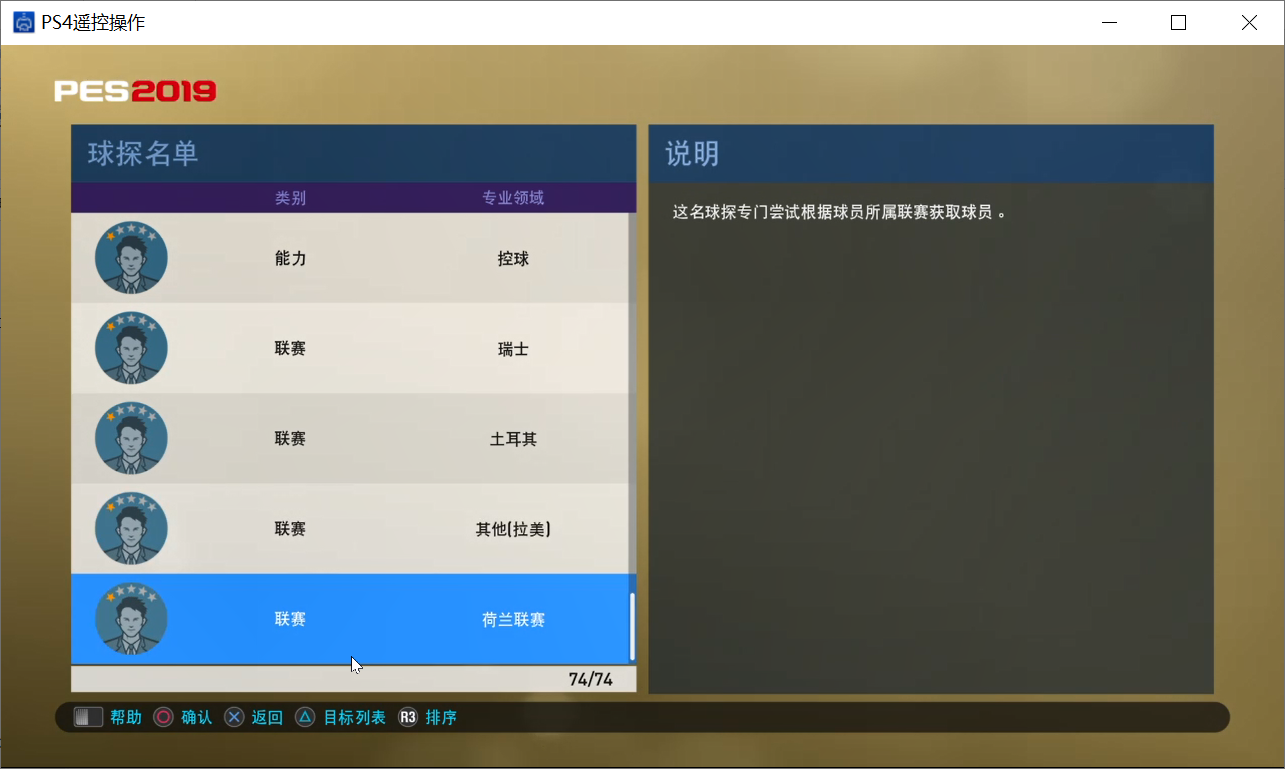 PS4遥控操作
PES2019
球探名单
类别 专业领域
能力 控球
联赛 瑞士
联赛 土耳其
联赛 其他(拉美)
联赛 荷兰联赛
74/74
说明
这名球探专门尝试根据球员所属联赛获取球员。
帮助 确认 返回 目标列表 R3 排序